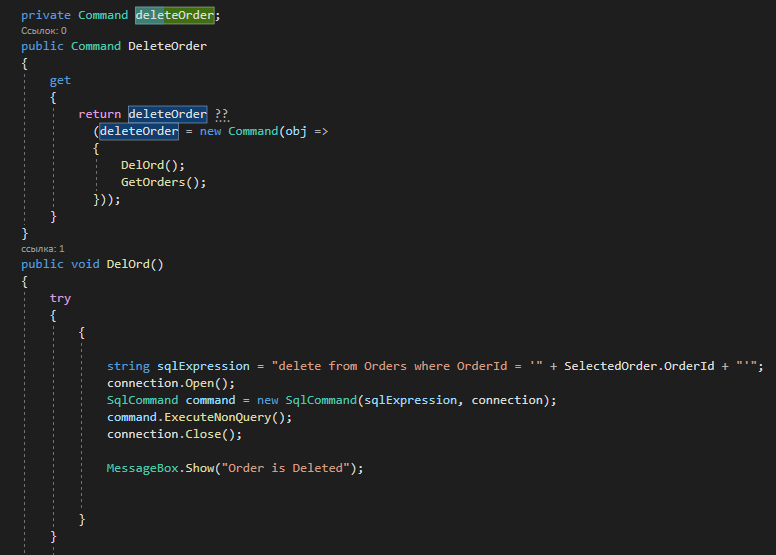 private Command deleteOrder;
Ссылок: 0
public Command DeleteOrder
{
get
{
return deleteOrder ??
(deleteOrder = new Command(obj =>
{
DelOrd();
GetOrders();
}));
}
}
ссылка: 1
public void DelOrd()
{
try
{
{
string sqlExpression = "delete from Orders where OrderId = '" + SelectedOrder.OrderId + "'";
connection.Open();
SqlCommand command = new SqlCommand(sqlExpression, connection);
command.ExecuteNonQuery();
connection.Close();
MessageBox.Show("Order is Deleted");
}
}